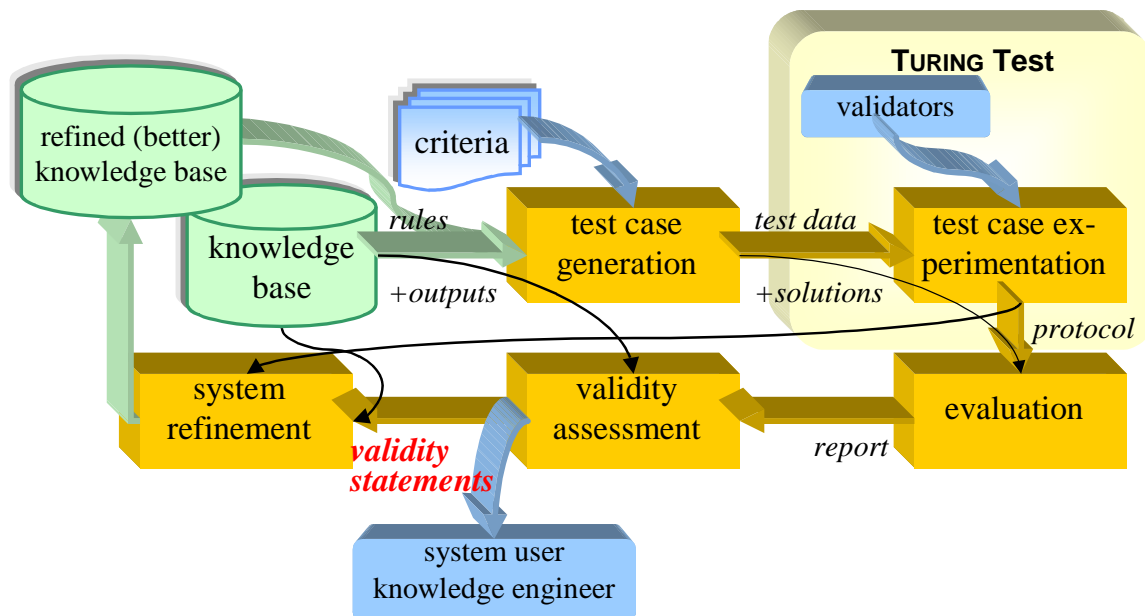 TURING Test
validators
refined (better)
knowledge base
criteria
rules
test case
generation
test data
test case ex-
perimentation
knowledge
base
+outputs
+solutions
protocol
system
refinement
validity
assessment
evaluation
validity
statements
report
system user
knowledge engineer